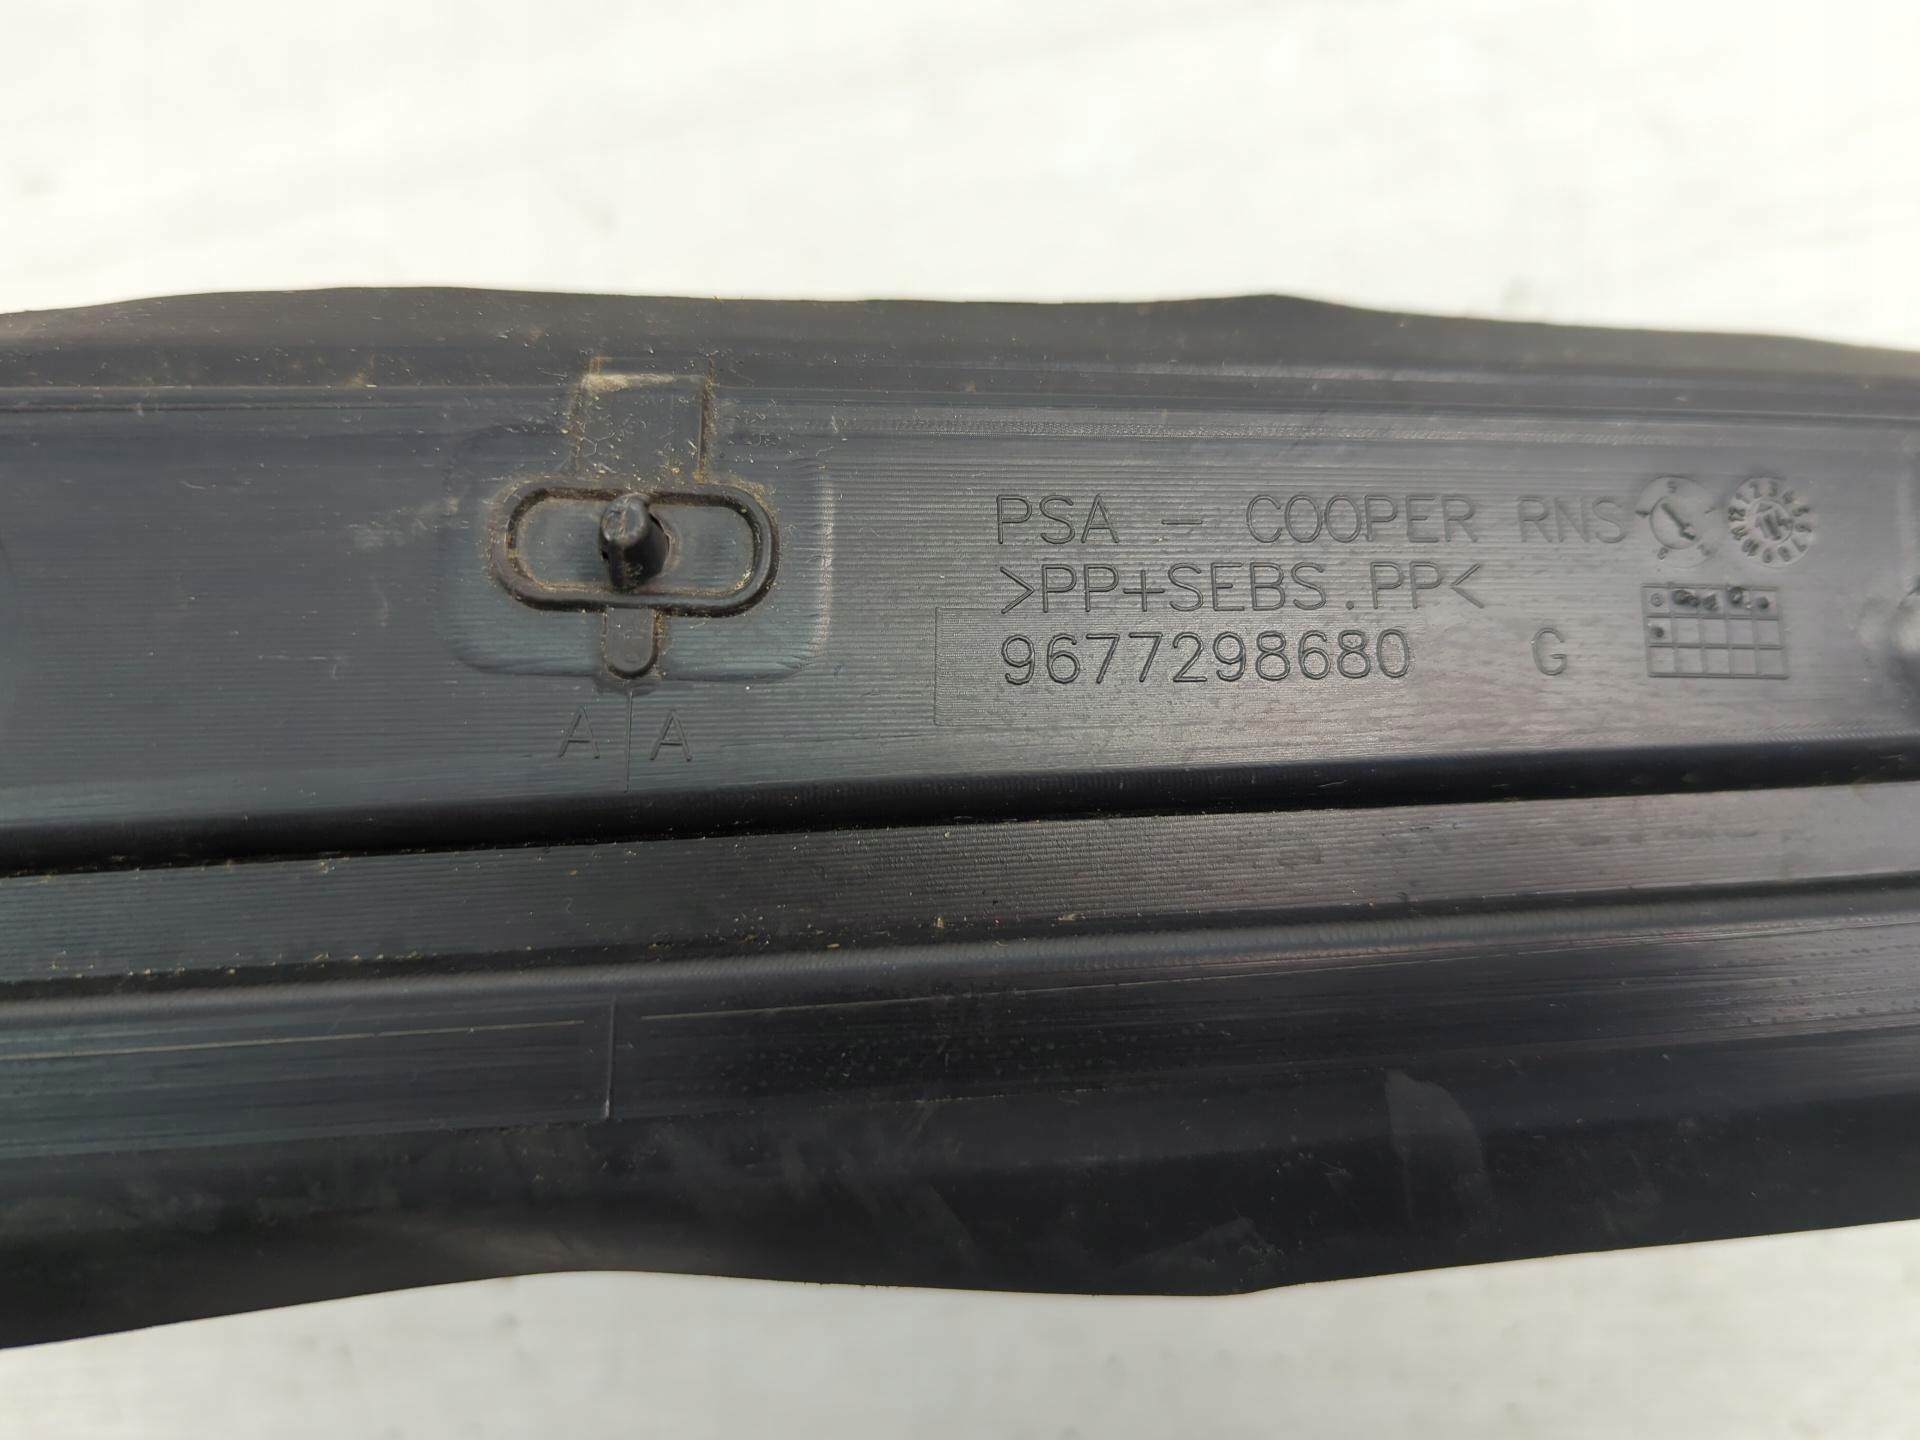 PSA - COOPER RNS
>PP+SEBS.PP<
9677298680 G
A A